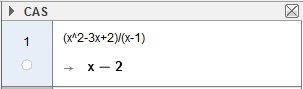 CAS
1
(x^2-3x+2)/(x-1)
→ x − 2